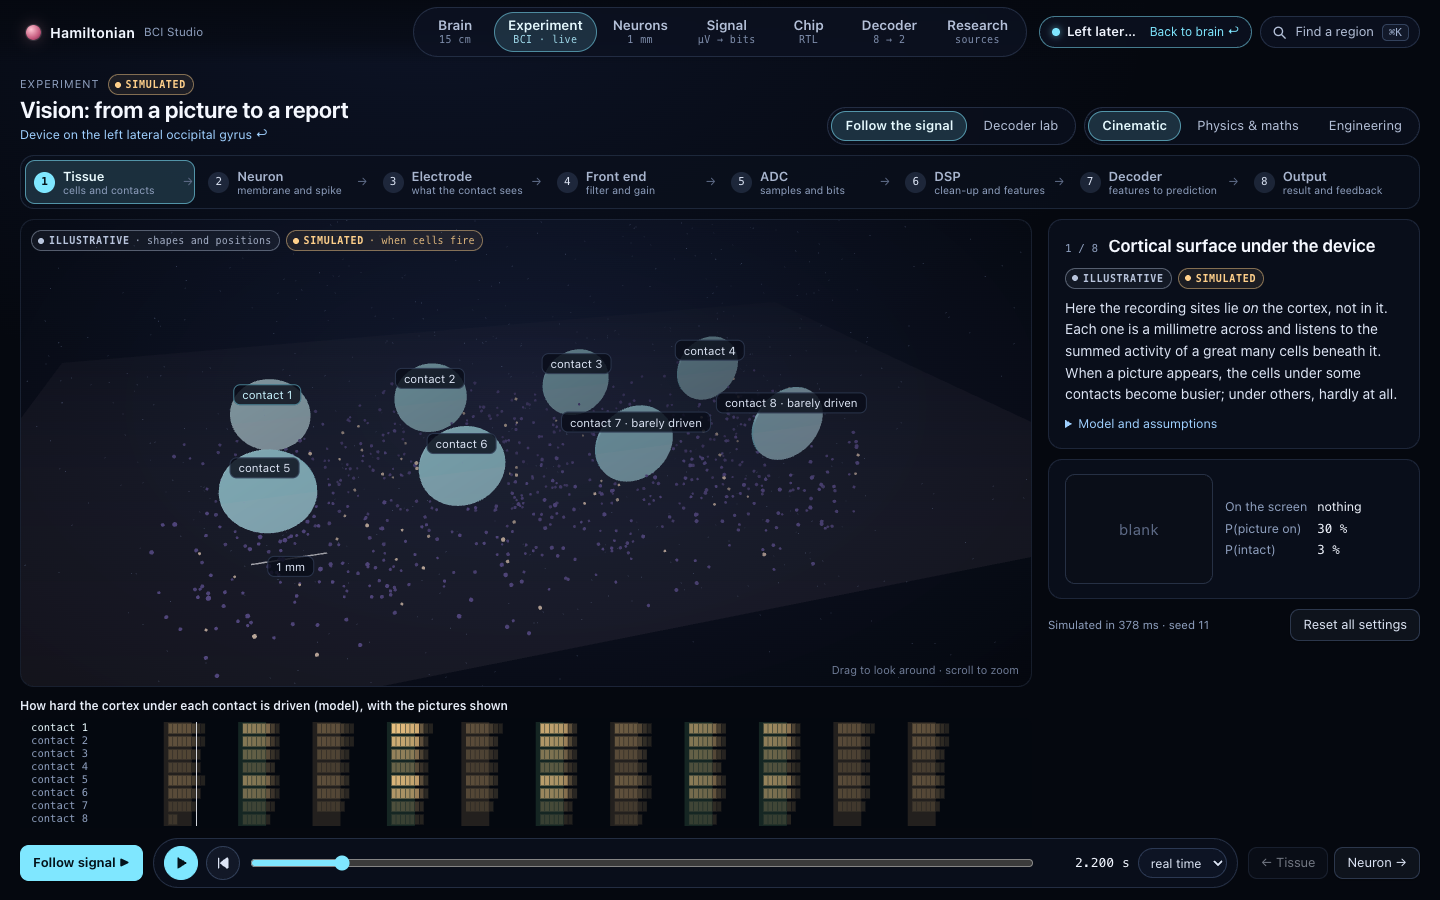 Hamiltonian BCI Studio
Brain
15 cm
Experiment
BCI · live
Neurons
1 mm
Signal
µV → bits
Chip
RTL
Decoder
8 → 2
Research
sources
Left later... Back to brain ↩
Find a region ⌘K
EXPERIMENT SIMULATED
Vision: from a picture to a report
Device on the left lateral occipital gyrus ↩
Follow the signal Decoder lab
Cinematic Physics & maths Engineering
1 Tissue
cells and contacts →
2 Neuron
membrane and spike →
3 Electrode
what the contact sees →
4 Front end
filter and gain →
5 ADC
samples and bits →
6 DSP
clean-up and features →
7 Decoder
features to prediction →
8 Output
result and feedback
ILLUSTRATIVE · shapes and positions
SIMULATED · when cells fire
contact 1
contact 2
contact 3
contact 4
contact 5
contact 6
contact 7 · barely driven
contact 8 · barely driven
1 mm
Drag to look around · scroll to zoom
1 / 8 Cortical surface under the device
ILLUSTRATIVE SIMULATED
Here the recording sites lie on the cortex, not in it.
Each one is a millimetre across and listens to the
summed activity of a great many cells beneath it.
When a picture appears, the cells under some
contacts become busier; under others, hardly at all.
Model and assumptions
blank
On the screen nothing
P(picture on) 30 %
P(intact) 3 %
Simulated in 378 ms · seed 11
Reset all settings
How hard the cortex under each contact is driven (model), with the pictures shown
contact 1
contact 2
contact 3
contact 4
contact 5
contact 6
contact 7
contact 8
Follow signal
2.200 s
real time
← Tissue
Neuron →